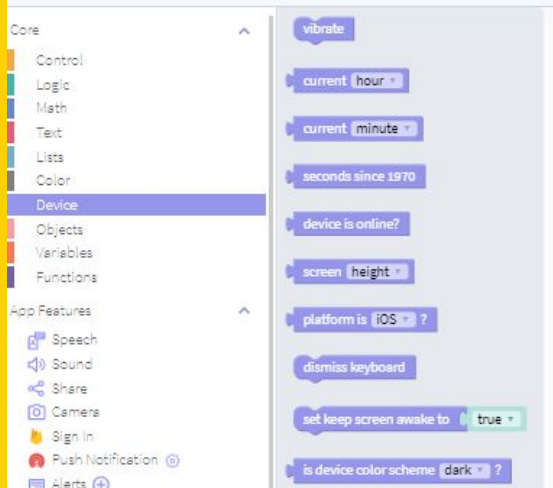 Core
Control
Logic
Math
Text
Lists
Color
Device
Objects
Variables
Functions
App Features
Speech
Sound
Share
Camera
Sign In
Push Notification
Alerts
vibrate
current hour
current minute
seconds since 1970
device is online?
screen height
platform is iOS ?
dismiss keyboard
set keep screen awake to true
is device color scheme dark ?